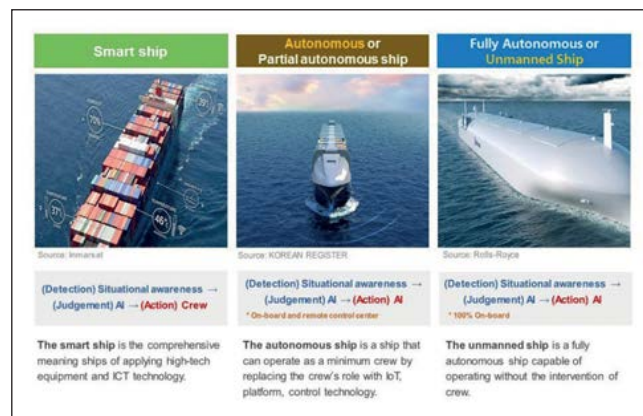 Smart ship
Autonomous or
Partial autonomous ship
Fully Autonomous or
Unmanned Ship
Source: Inmarsat
Source: KOREAN REGISTER
Source: Rolls-Royce
(Detection) Situational awareness →
(Judgement) AI → (Action) Crew
(Detection) Situational awareness →
(Judgement) AI → (Action) AI
* On-board and remote control center
(Detection) Situational awareness →
(Judgement) AI → (Action) AI
* 100% On-board
The smart ship is the comprehensive
meaning ships of applying high-tech
equipment and ICT technology.
The autonomous ship is a ship that
can operate as a minimum crew by
replacing the crew's role with IoT,
platform, control technology.
The unmanned ship is a fully
autonomous ship capable of
operating without the intervention of
crew.